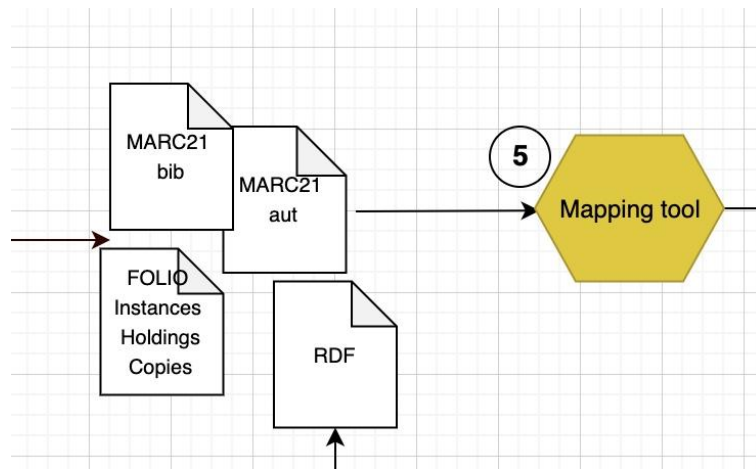 MARC21
bib
MARC21
aut
5
Mapping tool
FOLIO
Instances
Holdings
Copies
RDF